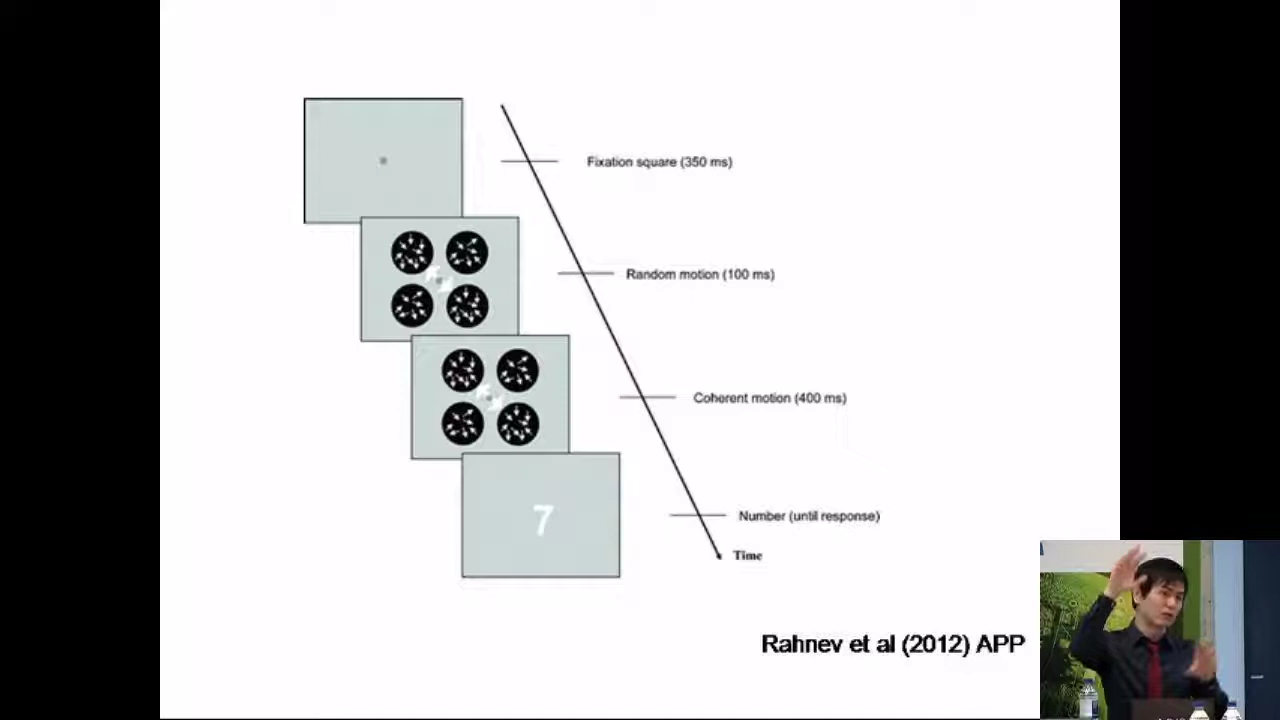 Fixation square (350 ms)
Random motion (100 ms)
Coherent motion (400 ms)
7
Number (until response)
Time
Rahnev et al (2012) APP